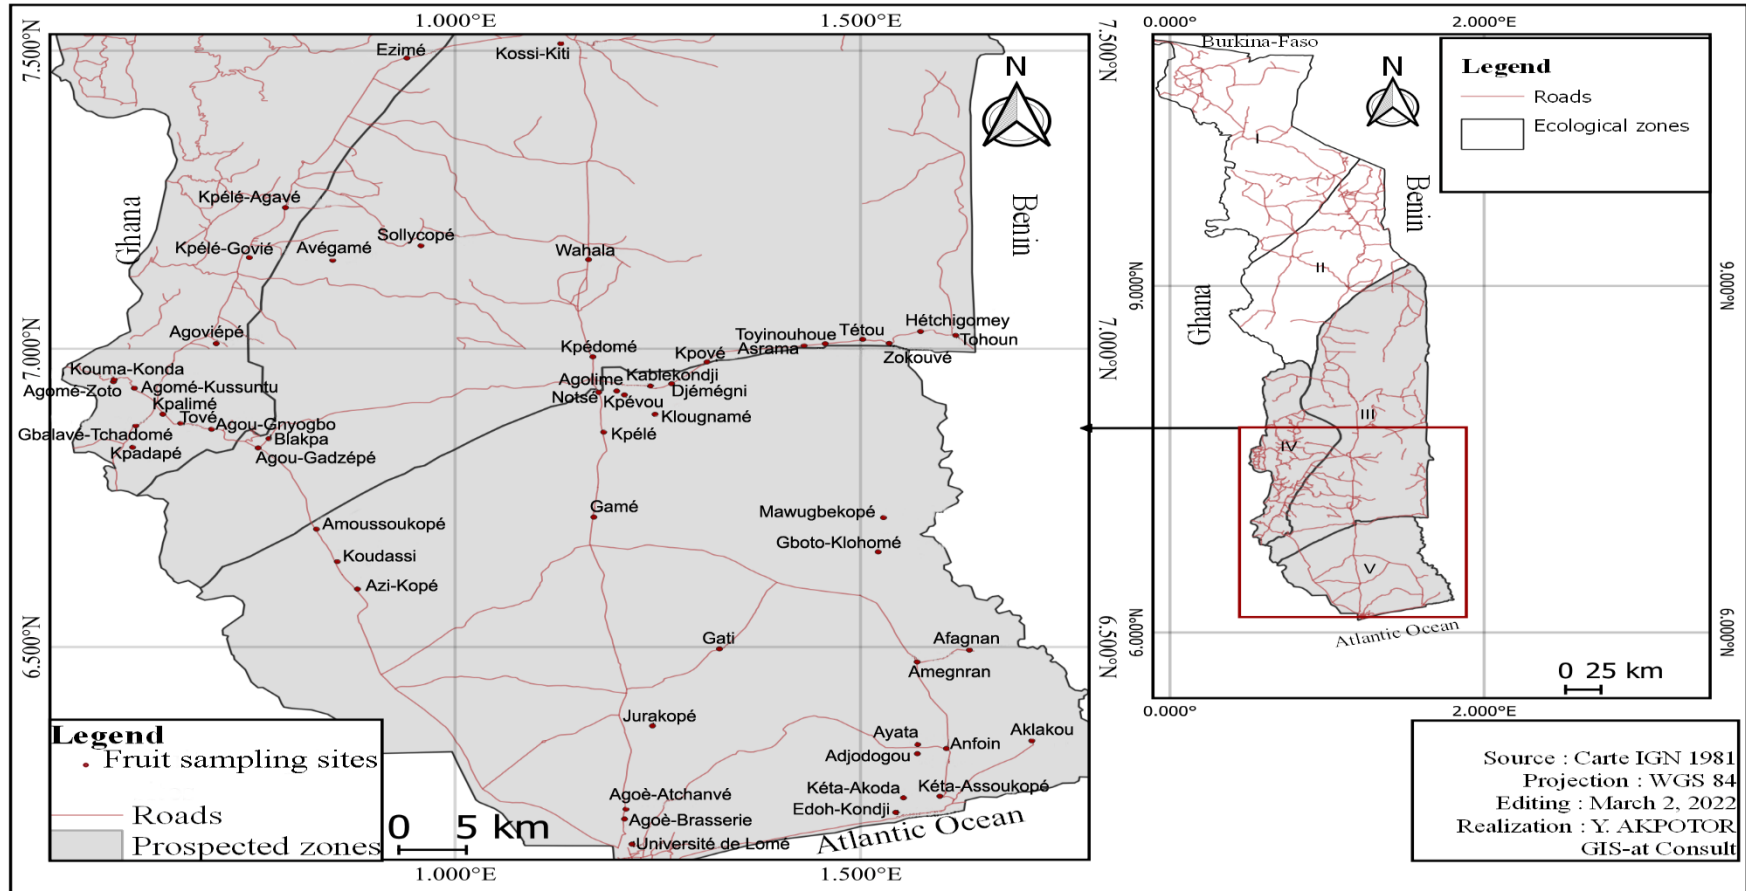 1.000°E
1.500°E
7.500°N
7.500°N
Ezimé
Kossi-Kiti
N
Ghana
Benin
Kpélé-Agavé
Kpélé-Govié
Avégamé
Sollycopé
Wahala
Agoviépé
7.000°N
7.000°N
Kpédomé
Kpové
Toyinouhoue
Asrama
Tétou
Hétchigomey
Tohoun
Zokouvé
Kouma-Konda
Agomé-Zoto
Agomé-Kussuntu
Kpalimé
Tové
Agou-Gnyogbo
Gbalavé-Tchadomé
Blakpa
Kpadapé
Agou-Gadzépé
Agolime
Kablekondji
Notsé
Kpévou
Djémégni
Klougnamé
Kpélé
Gamé
Mawugbekopé
Gboto-Klohomé
Amoussoukopé
Koudassi
Azi-Kopé
6.500°N
6.500°N
Gati
Afagnan
Amegnran
Jurakopé
Ayata
Adjodogou
Anfoin
Aklakou
Kéta-Akoda
Kéta-Assoukopé
Edoh-Kondji
Agoè-Atchanvé
Agoè-Brasserie
Université de Lomé
Atlantic Ocean
Legend
Fruit sampling sites
Roads
Prospected zones
0 5 km
1.000°E
1.500°E
0.000°
2.000°E
Burkina-Faso
N
Legend
Roads
Ecological zones
I
II
III
IV
V
Benin
Ghana
9.000°N
9.000°N
6.000°N
6.000°N
Atlantic Ocean
0 25 km
0.000°
2.000°E
Source : Carte IGN 1981
Projection : WGS 84
Editing : March 2, 2022
Realization : Y. AKPOTOR
GIS-at Consult